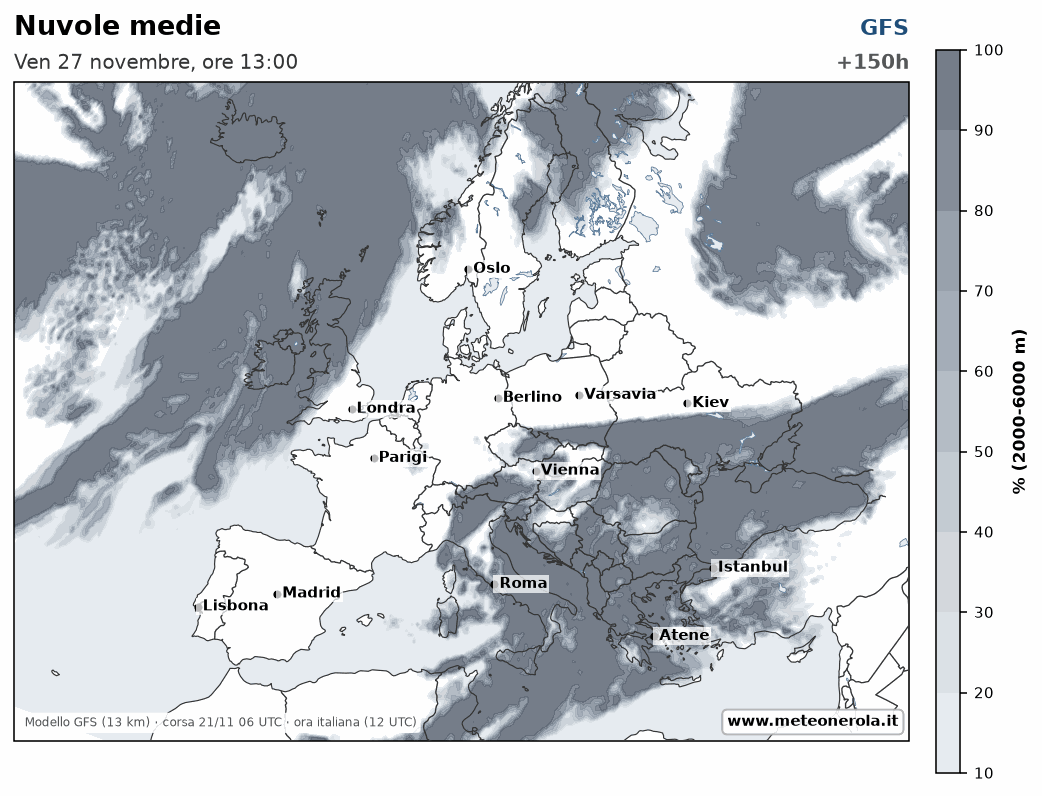 Nuvole medie
GFS
Ven 27 novembre, ore 13:00
+150h
100
90
80
70
60
50
40
30
20
10
% (2000-6000 m)
Oslo
Londra
Berlino
Varsavia
Kiev
Parigi
Vienna
Istanbul
Roma
Madrid
Lisbona
Atene
Modello GFS (13 km) · corsa 21/11 06 UTC · ora italiana (12 UTC)
www.meteonerola.it